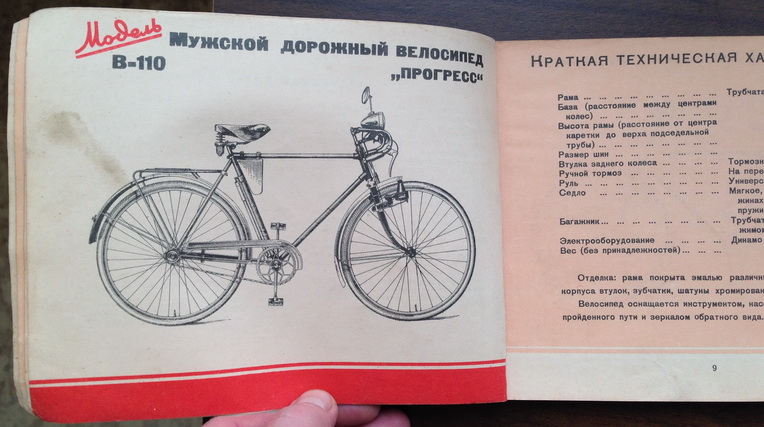 Модель
В-110
Мужской дорожный велосипед
„Прогресс“
Краткая техническая ха
Рама ... ... ... ... ... ... ... ... ... Трубчата
База (расстояние между центрами
колес) ... ... ... ... ... ... ... ...
Высота рамы (расстояние от центра
каретки до верха подседельной
трубы) ... ... ... ... ... ... ... ...
Размер шин ... ... ... ... ... ... ...
Втулка заднего колеса ... ... ... ... Тормозн
Ручной тормоз ... ... ... ... ... ... На пере
Руль ... ... ... ... ... ... ... ... ... Универс
Седло ... ... ... ... ... ... ... ... Мягкое,
жинах
пружи
Багажник ... ... ... ... ... ... ... Трубчат
жимом
Электрооборудование ... ... ... ... Динамо
Вес (без принадлежностей) ... ... ...
Отделка: рама покрыта эмалью различн
корпуса втулок, зубчатки, шатуны хромирован
Велосипед оснащается инструментом, нас
пройденного пути и зеркалом обратного вида.
9